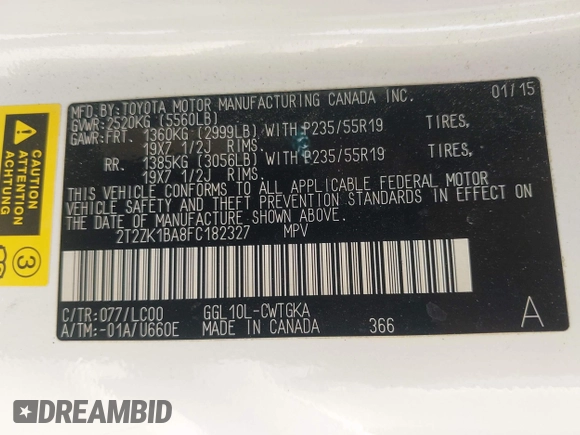 MFD.BY:TOYOTA MOTOR MANUFACTURING CANADA INC. 01/15
GVWR:2520KG (5560LB)
GAWR:FRT. 1360KG (2999LB) WITH P235/55R19 TIRES,
19X7 1/2J RIMS.
RR. 1385KG (3056LB) WITH P235/55R19 TIRES,
19X7 1/2J RIMS.
THIS VEHICLE CONFORMS TO ALL APPLICABLE FEDERAL MOTOR
VEHICLE SAFETY AND THEFT PREVENTION STANDARDS IN EFFECT ON
THE DATE OF MANUFACTURE SHOWN ABOVE.
2T2ZK1BA8FC182327 MPV
C/TR:077/LC00 GGL10L-CWTGKA A
A/TM:-01A/U660E MADE IN CANADA 366
ATTENTION
ACHTUNG
3
DREAMBID